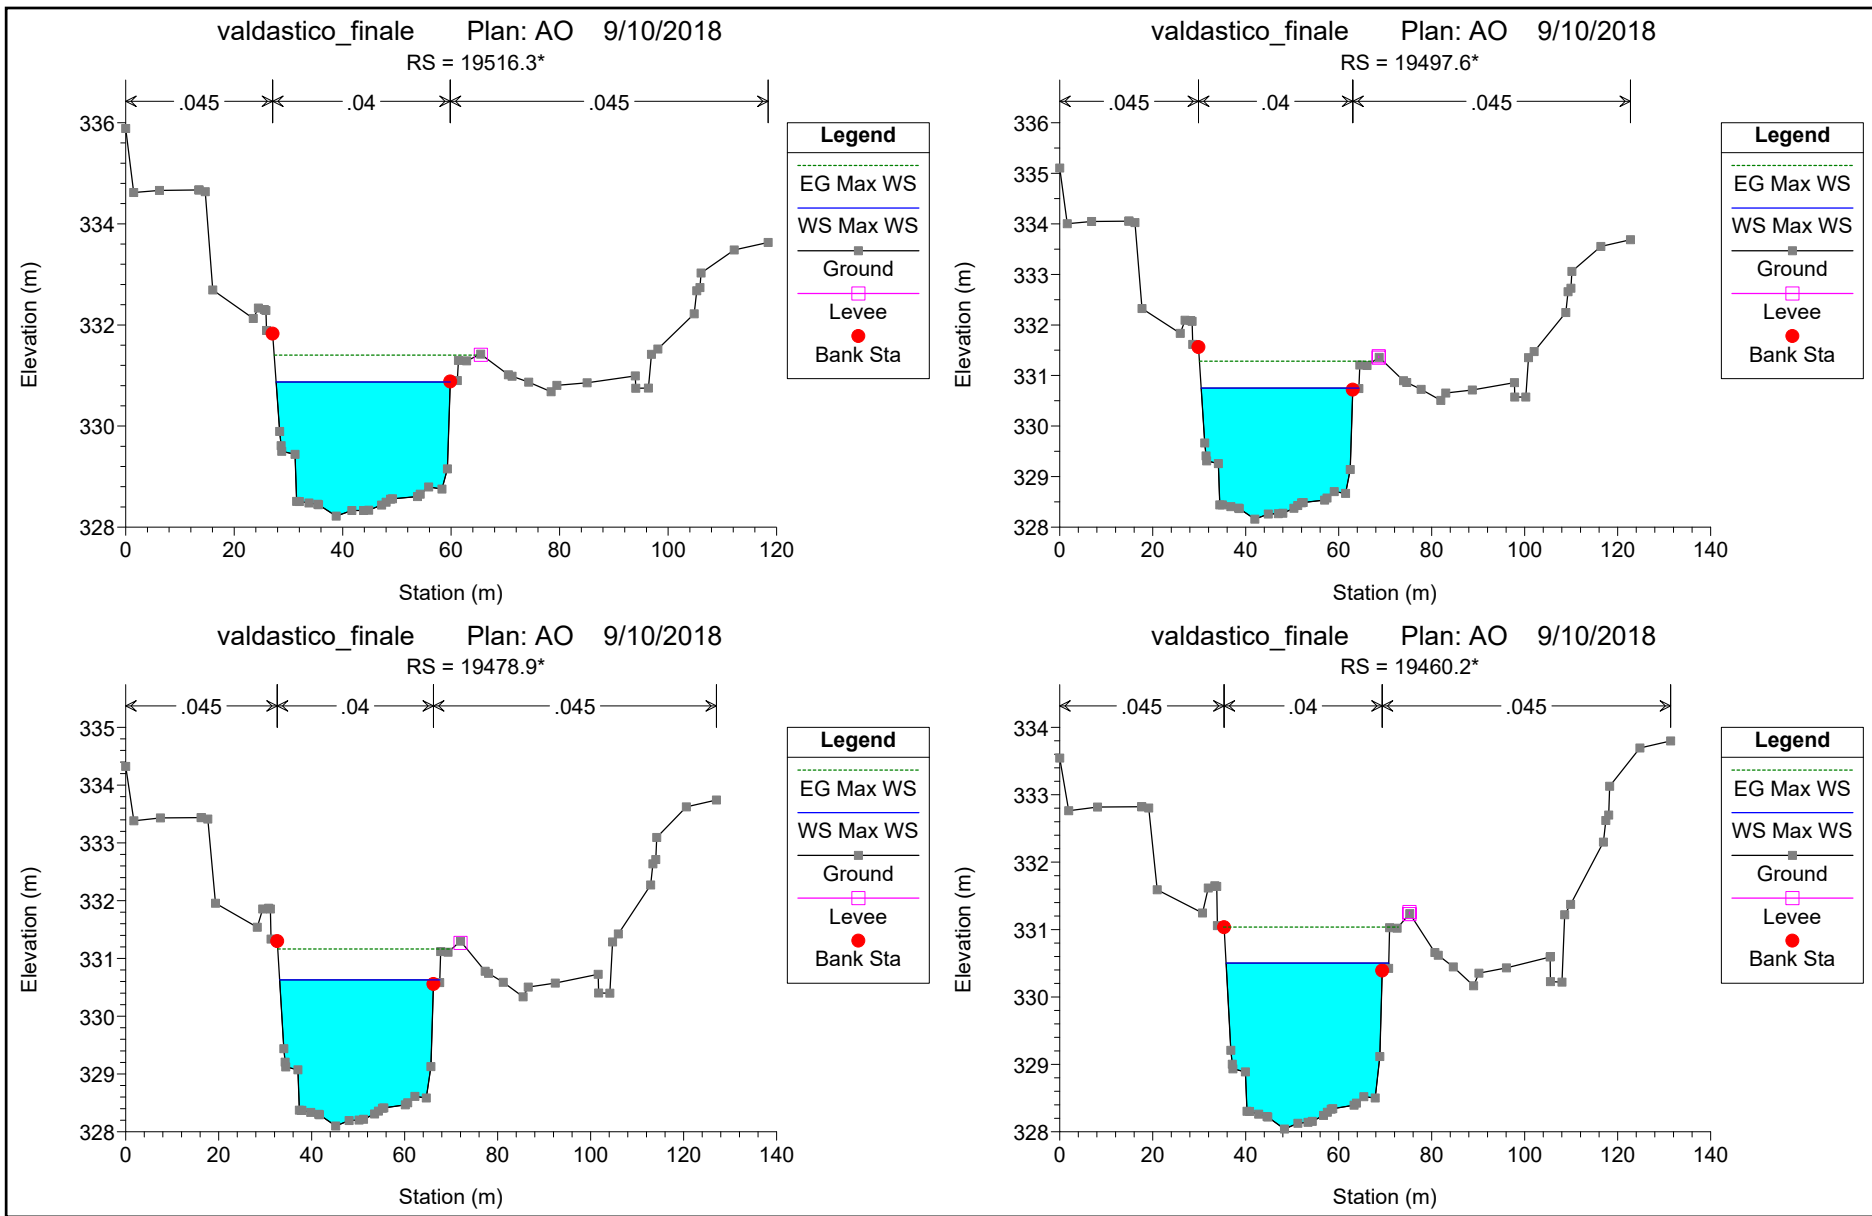 valdastico_finale Plan: AO 9/10/2018
RS = 19516.3*
.045 .04 .045
Elevation (m)
336
334
332
330
328
0 20 40 60 80 100 120
Station (m)
Legend
EG Max WS
WS Max WS
Ground
Levee
Bank Sta
valdastico_finale Plan: AO 9/10/2018
RS = 19497.6*
.045 .04 .045
Elevation (m)
336
335
334
333
332
331
330
329
328
0 20 40 60 80 100 120 140
Station (m)
Legend
EG Max WS
WS Max WS
Ground
Levee
Bank Sta
valdastico_finale Plan: AO 9/10/2018
RS = 19478.9*
.045 .04 .045
Elevation (m)
335
334
333
332
331
330
329
328
0 20 40 60 80 100 120 140
Station (m)
Legend
EG Max WS
WS Max WS
Ground
Levee
Bank Sta
valdastico_finale Plan: AO 9/10/2018
RS = 19460.2*
.045 .04 .045
Elevation (m)
334
333
332
331
330
329
328
0 20 40 60 80 100 120 140
Station (m)
Legend
EG Max WS
WS Max WS
Ground
Levee
Bank Sta